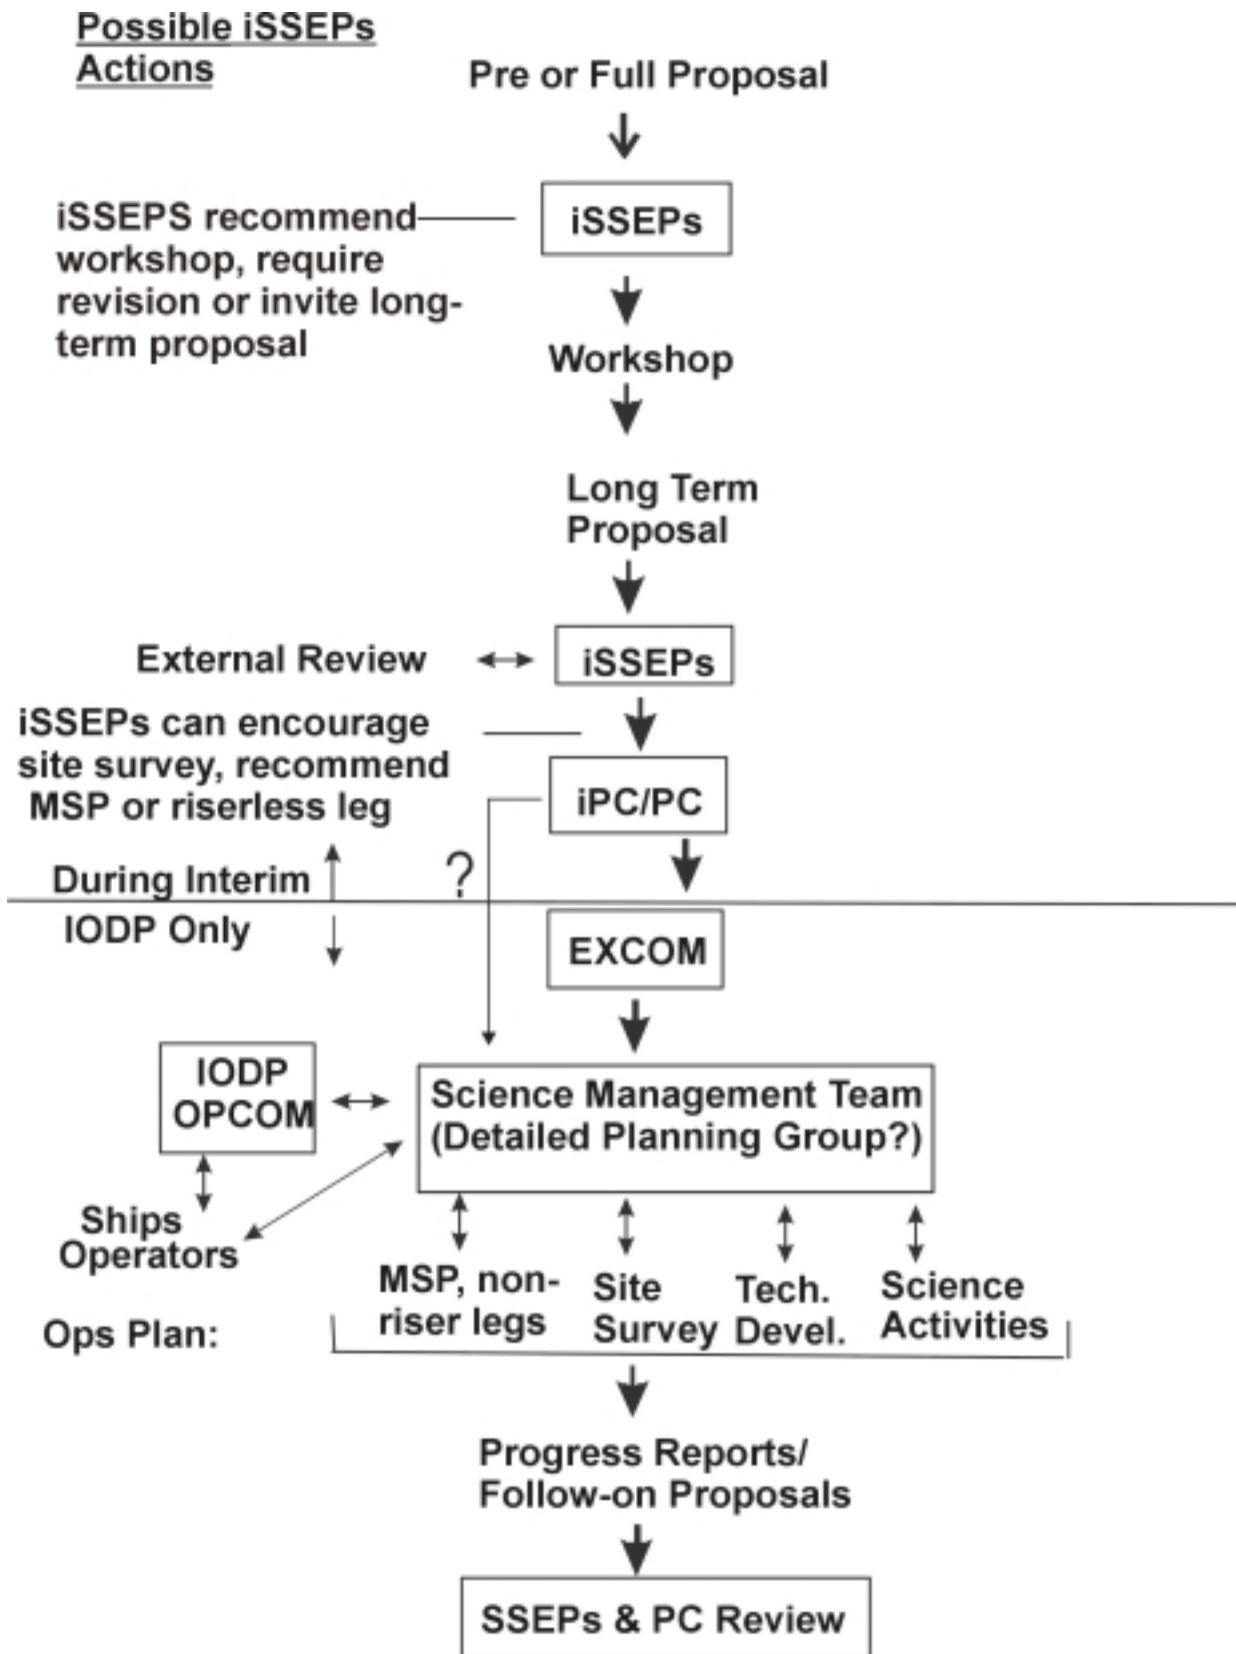 Possible iSSEPs
Actions
Pre or Full Proposal
iSSEPS recommend
workshop, require
revision or invite long-
term proposal
iSSEPs
Workshop
Long Term
Proposal
External Review
iSSEPs
iSSEPs can encourage
site survey, recommend
MSP or riserless leg
iPC/PC
?
During Interim
IODP Only
EXCOM
IODP
OPCOM
Science Management Team
(Detailed Planning Group?)
Ships
Operators
MSP, non-
riser legs
Site
Survey
Tech.
Devel.
Science
Activities
Ops Plan:
Progress Reports/
Follow-on Proposals
SSEPs & PC Review